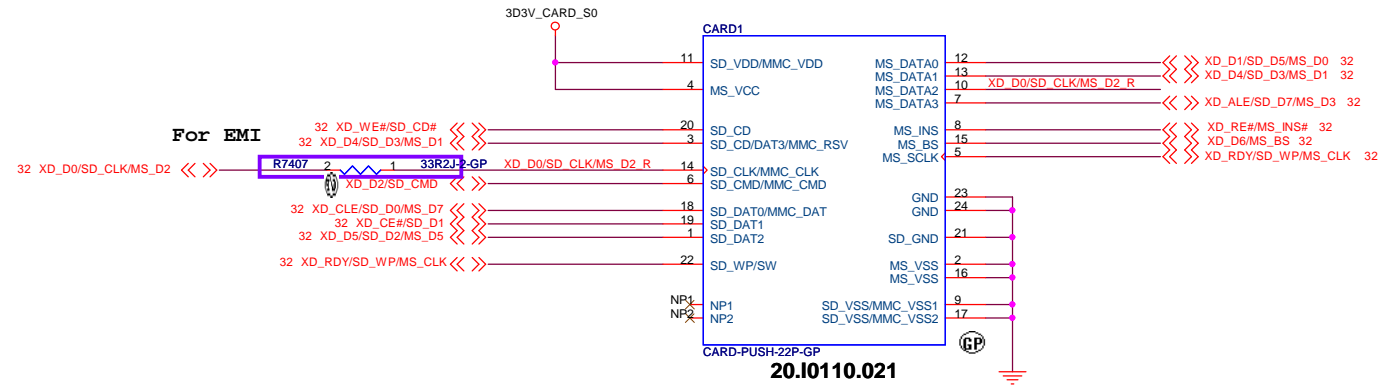 3D3V_CARD_S0
CARD1
11 SD_VDD/MMC_VDD
4 MS_VCC
20 SD_CD
3 SD_CD/DAT3/MMC_RSV
14 SD_CLK/MMC_CLK
6 SD_CMD/MMC_CMD
18 SD_DAT0/MMC_DAT
19 SD_DAT1
1 SD_DAT2
22 SD_WP/SW
NP1 NP1
NP2 NP2
MS_DATA0 12
MS_DATA1 13
MS_DATA2 10
MS_DATA3 7
MS_INS 8
MS_BS 15
MS_SCLK 5
GND 23
GND 24
SD_GND 21
MS_VSS 2
MS_VSS 16
SD_VSS/MMC_VSS1 9
SD_VSS/MMC_VSS2 17
For EMI
32 XD_WE#/SD_CD#
32 XD_D4/SD_D3/MS_D1
32 XD_D0/SD_CLK/MS_D2
R7407 2 1 33R2J-2-GP
XD_D0/SD_CLK/MS_D2_R
XD_D2/SD_CMD
32 XD_CLE/SD_D0/MS_D7
32 XD_CE#/SD_D1
32 XD_D5/SD_D2/MS_D5
32 XD_RDY/SD_WP/MS_CLK
XD_D1/SD_D5/MS_D0 32
XD_D4/SD_D3/MS_D1 32
XD_D0/SD_CLK/MS_D2_R
XD_ALE/SD_D7/MS_D3 32
XD_RE#/MS_INS# 32
XD_D6/MS_BS 32
XD_RDY/SD_WP/MS_CLK 32
GP
CARD-PUSH-22P-GP
20.I0110.021